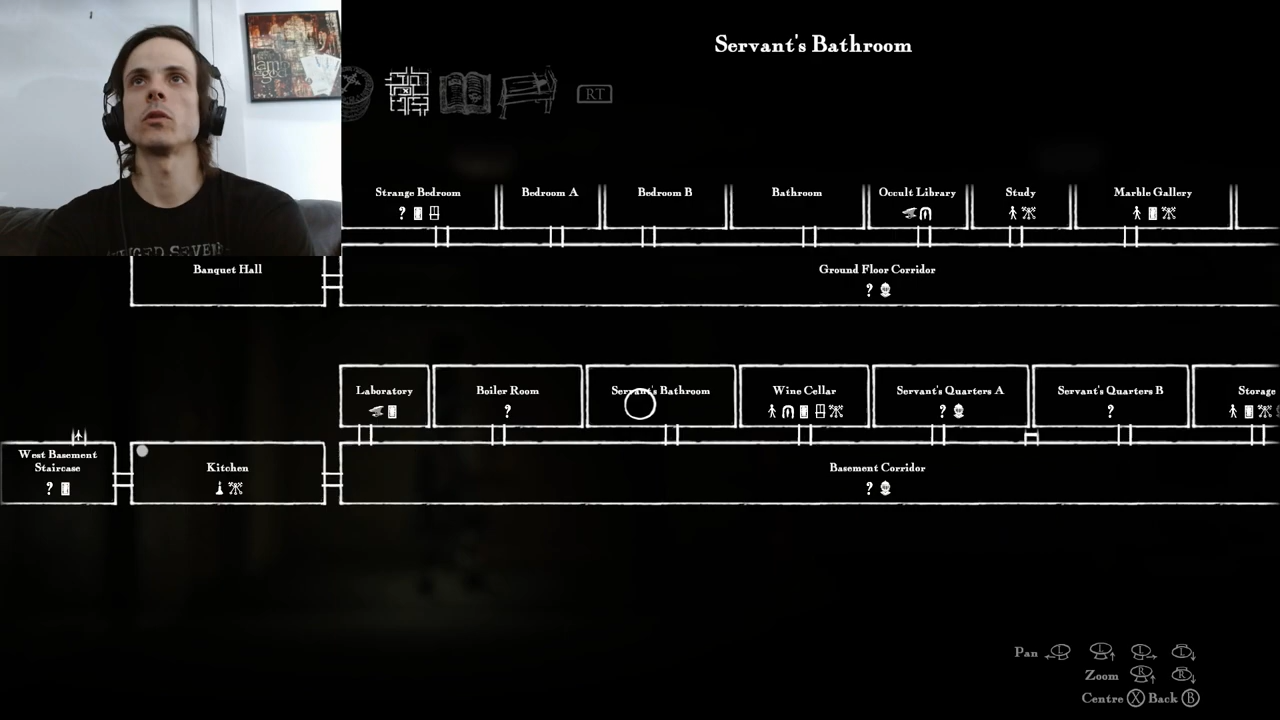 Servant's Bathroom
RT
lamb
god
Strange Bedroom
Bedroom A
Bedroom B
Bathroom
Occult Library
Study
Marble Gallery
? 
Banquet Hall
Ground Floor Corridor
?
Laboratory
Boiler Room
Servant's Bathroom
Wine Cellar
Servant's Quarters A
Servant's Quarters B
Storage
?
?
?
West Basement
Staircase
Kitchen
Basement Corridor
?
?
Pan L L L L
Zoom R R
Centre X Back B